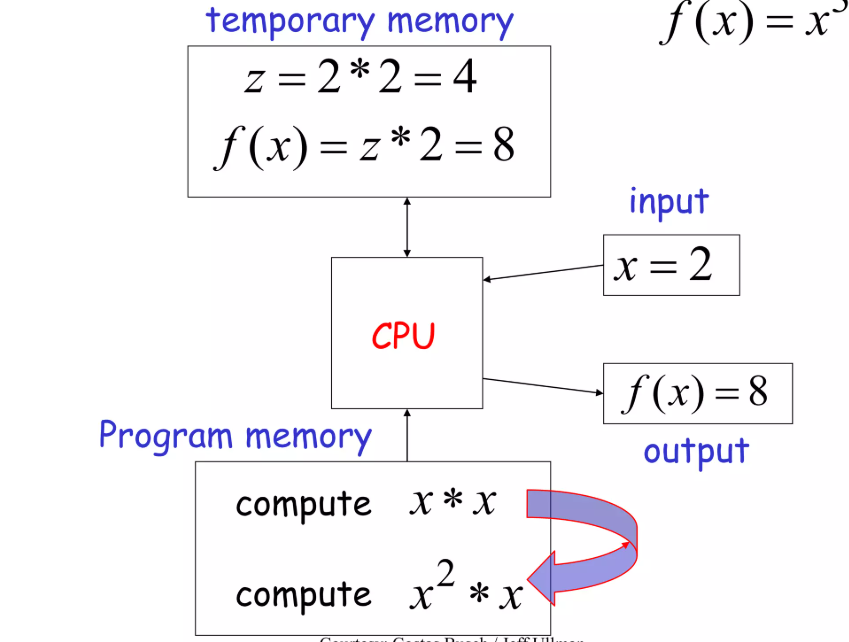 temporary memory
f(x) = x³
z = 2 * 2 = 4
f(x) = z * 2 = 8
input
x = 2
CPU
f(x) = 8
Program memory
output
compute x * x
compute x² * x